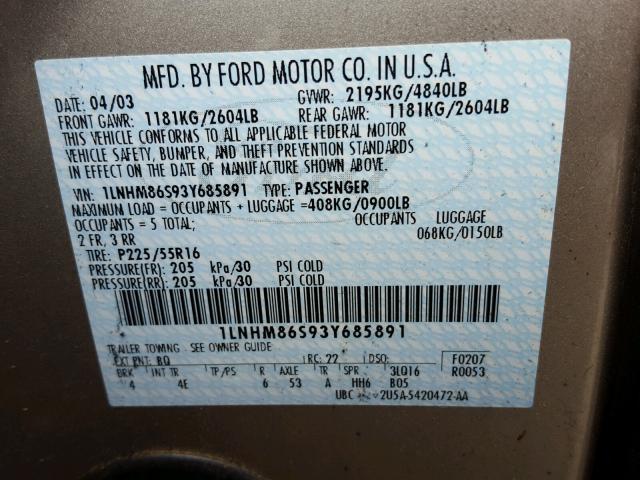 MFD. BY FORD MOTOR CO. IN U.S.A.
DATE: 04/03 GVWR: 2195KG/4840LB
FRONT GAWR: 1181KG/2604LB REAR GAWR: 1181KG/2604LB
THIS VEHICLE CONFORMS TO ALL APPLICABLE FEDERAL MOTOR
VEHICLE SAFETY, BUMPER, AND THEFT PREVENTION STANDARDS
IN EFFECT ON THE DATE OF MANUFACTURE SHOWN ABOVE.
VIN: 1LNHM86S93Y685891 TYPE: PASSENGER
MAXIMUM LOAD = OCCUPANTS + LUGGAGE = 408KG/0900LB
OCCUPANTS = 5 TOTAL; OCCUPANTS LUGGAGE
2 FR, 3 RR 068KG/0150LB
TIRE: P225/55R16
PRESSURE(FR): 205 kPa/30 PSI COLD
PRESSURE(RR): 205 kPa/30 PSI COLD
1LNHM86S93Y685891
TRAILER TOWING - SEE OWNER GUIDE
EXT PNT: BQ RC: 22 DSO: F0207
BRK INT TR TP/PS R AXLE TR SPR 3LQ16 R0053
4 4E 6 53 A HH6 B05
UBC 2U5A-5420472-AA